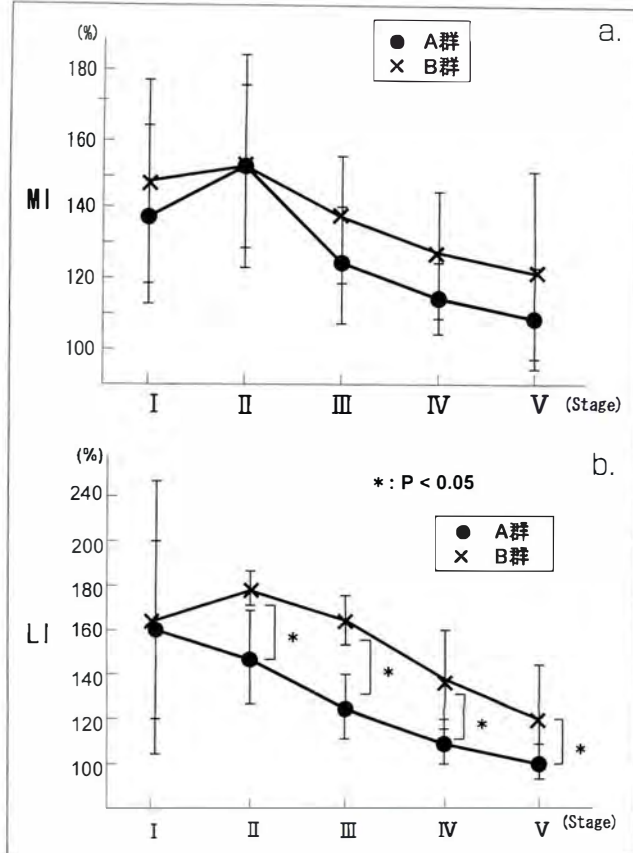 a.
(%)
● A群
× B群
180
160
MI
140
120
100
I II III IV V (Stage)
b.
(%)
*: P < 0.05
240
● A群
× B群
200
180
LI
160
*
*
140
*
120
*
100
I II III IV V (Stage)